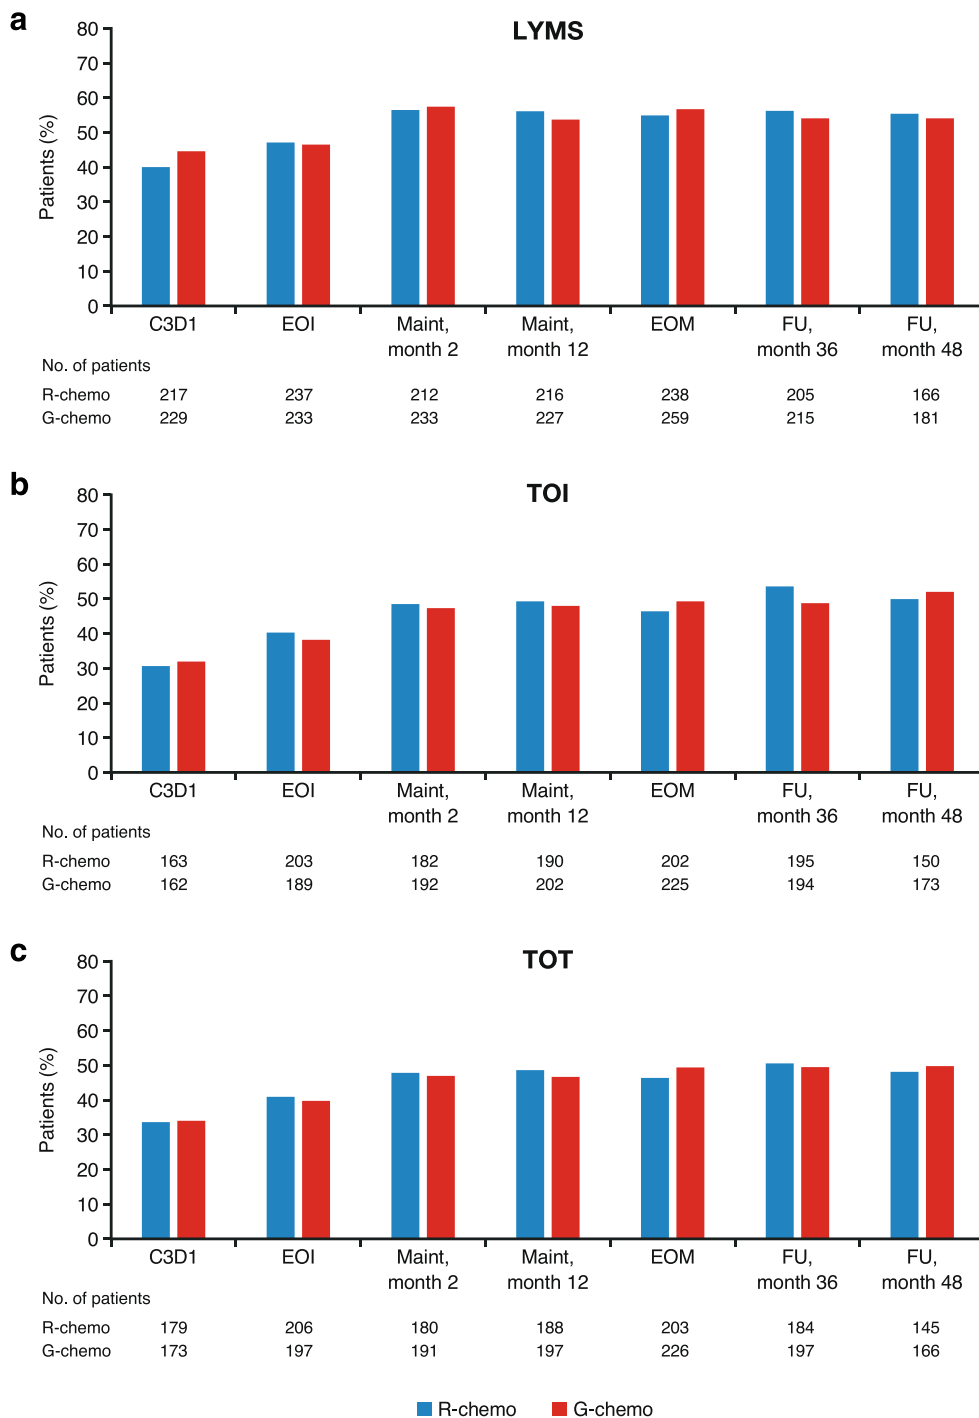 a
LYMS
Patients (%)
80
70
60
50
40
30
20
10
0
C3D1 EOI Maint, Maint, EOM FU, FU,
month 2 month 12 month 36 month 48
No. of patients
R-chemo 217 237 212 216 238 205 166
G-chemo 229 233 233 227 259 215 181
b
TOI
Patients (%)
80
70
60
50
40
30
20
10
0
C3D1 EOI Maint, Maint, EOM FU, FU,
month 2 month 12 month 36 month 48
No. of patients
R-chemo 163 203 182 190 202 195 150
G-chemo 162 189 192 202 225 194 173
c
TOT
Patients (%)
80
70
60
50
40
30
20
10
0
C3D1 EOI Maint, Maint, EOM FU, FU,
month 2 month 12 month 36 month 48
No. of patients
R-chemo 179 206 180 188 203 184 145
G-chemo 173 197 191 197 226 197 166
R-chemo G-chemo